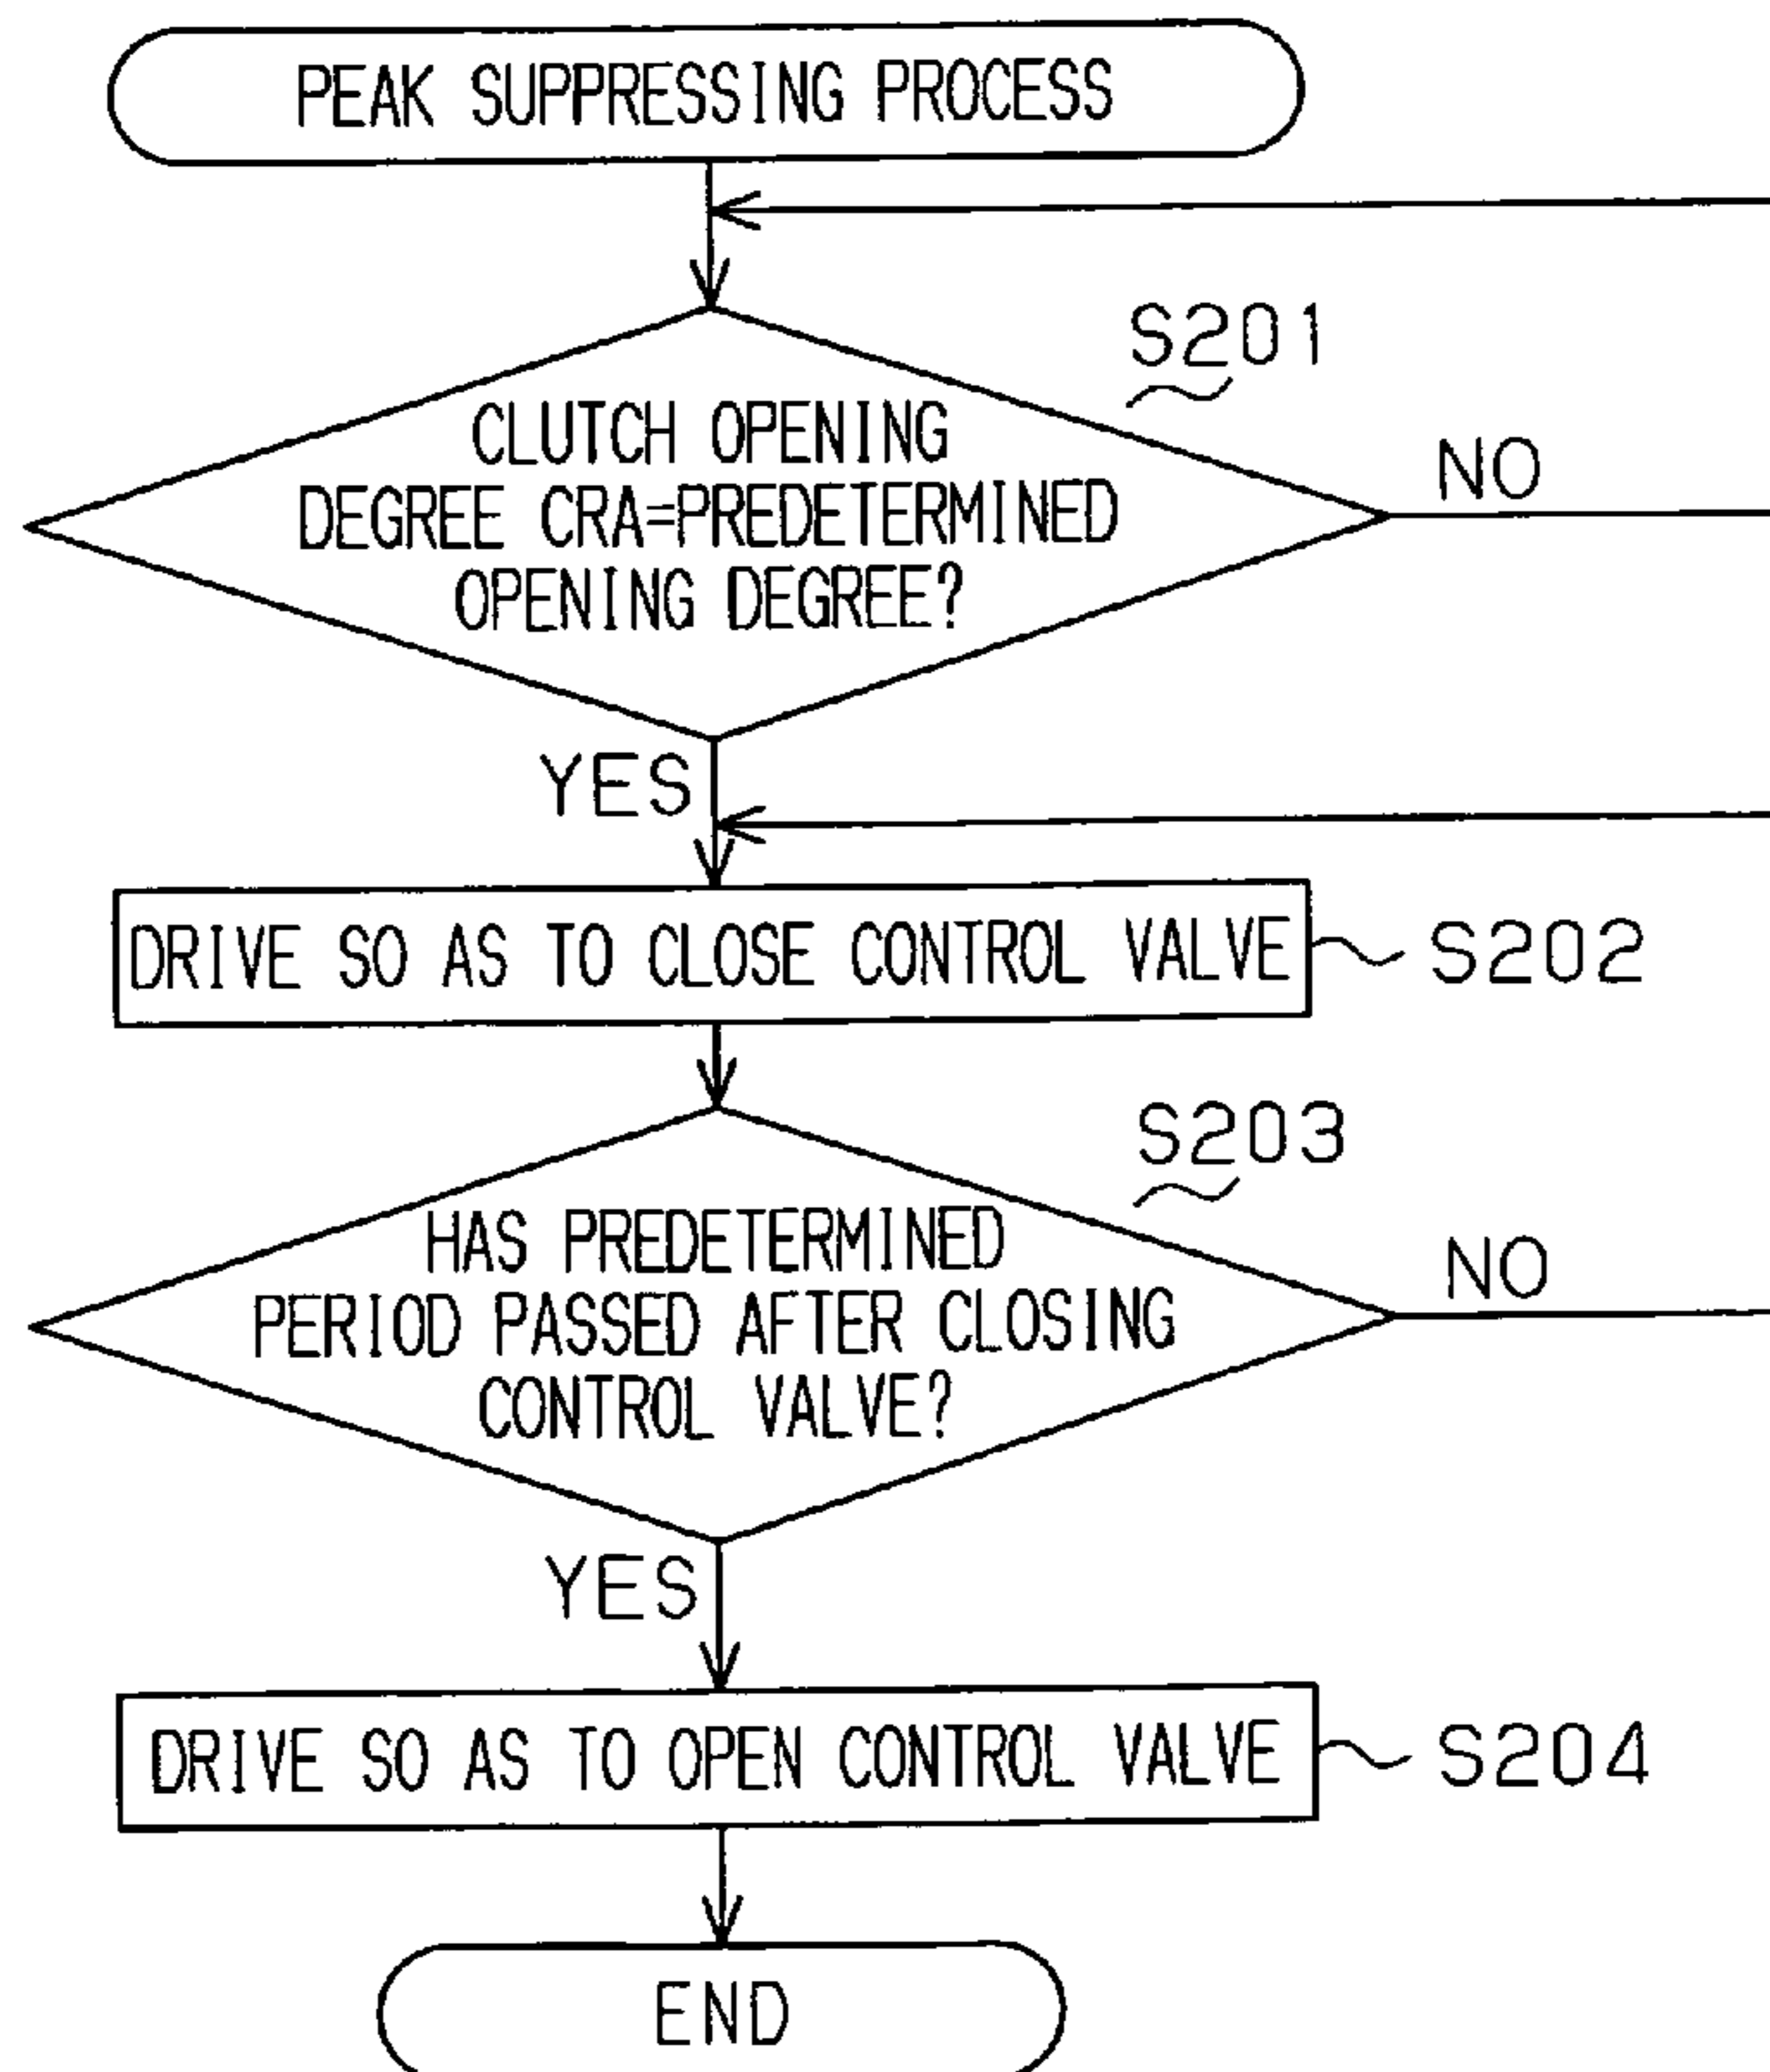 PEAK SUPPRESSING PROCESS
S201
CLUTCH OPENING
DEGREE CRA=PREDETERMINED
OPENING DEGREE?
NO
YES
DRIVE SO AS TO CLOSE CONTROL VALVE
S202
S203
HAS PREDETERMINED
PERIOD PASSED AFTER CLOSING
CONTROL VALVE?
NO
YES
DRIVE SO AS TO OPEN CONTROL VALVE
S204
END